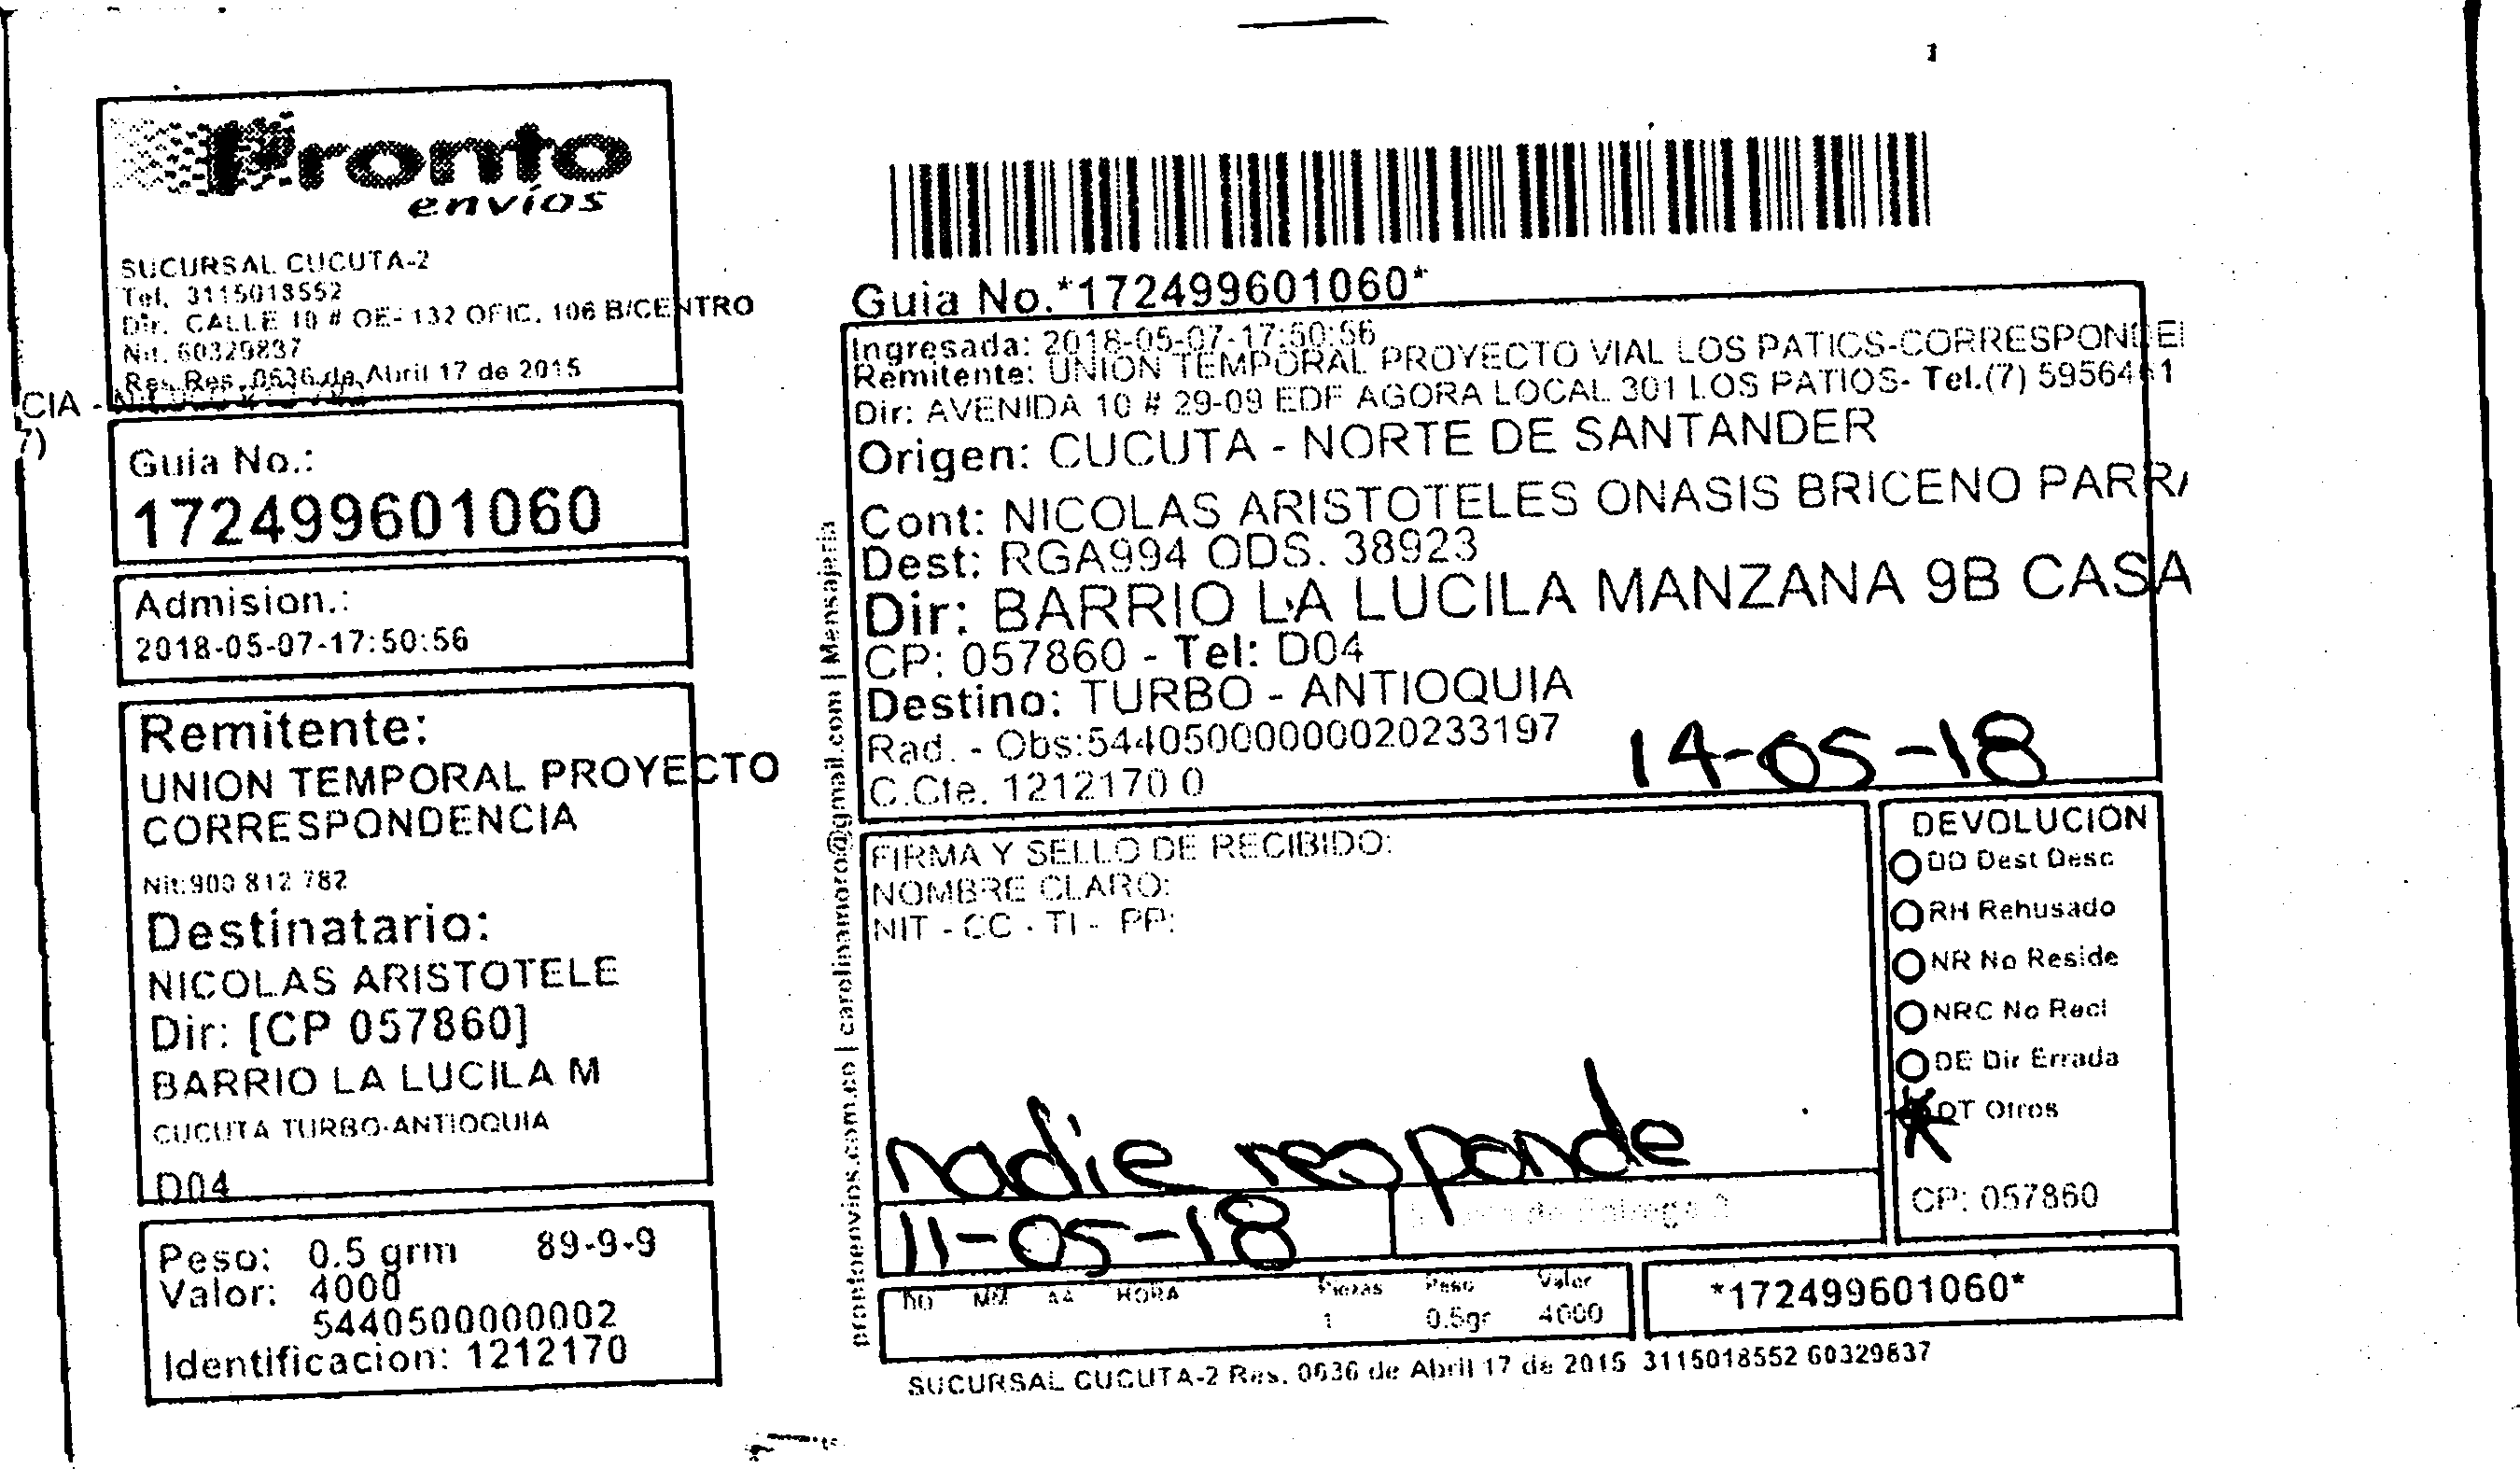 Pronto
envíos
SUCURSAL CUCUTA-2
Tel. 3115018552
Dir. CALLE 10 # OE- 132 OFIC. 106 B/CENTRO
Nit. 60329837
Res. 0636 de Abril 17 de 2015
CIA -
7)
Guia No.:
172499601060
Admision.:
2018-05-07-17:50:56
Remitente:
UNION TEMPORAL PROYECTO
CORRESPONDENCIA
Nit:900 812 782
Destinatario:
NICOLAS ARISTOTELE
Dir: [CP 057860]
BARRIO LA LUCILA M
CUCUTA TURBO-ANTIOQUIA
D04
Peso: 0.5 grm 89-9-9
Valor: 4000
5440500000002
Identificacion: 1212170
prontoenvios.com.co | carolinamoro@gmail.com | Mensajeria
Guia No.*172499601060*
Ingresada: 2018-05-07-17:50:56
Remitente: UNION TEMPORAL PROYECTO VIAL LOS PATIOS-CORRESPONDEI
Dir: AVENIDA 10 # 29-09 EDF AGORA LOCAL 301 LOS PATIOS- Tel.(7) 5956461
Origen: CUCUTA - NORTE DE SANTANDER
Cont: NICOLAS ARISTOTELES ONASIS BRICENO PARRA
Dest: RGA994 ODS. 38923
Dir: BARRIO LA LUCILA MANZANA 9B CASA
CP: 057860 - Tel: D04
Destino: TURBO - ANTIOQUIA
Rad. - Obs:54405000000020233197
C.Cte. 1212170 0
14-05-18
FIRMA Y SELLO DE RECIBIDO:
NOMBRE CLARO:
NIT - CC - TI - PP:
nadie responde
11-05-18
de Entrega 2
DD MM AA HORA Piezas Peso Valor
1 0.5gr 4000
DEVOLUCION
DD Dest Desc
RH Rehusado
NR No Reside
NRC No Recl
DE Dir Errada
OT Otros
CP: 057860
*172499601060*
SUCURSAL CUCUTA-2 Res. 0636 de Abril 17 de 2015 3115018552 60329837